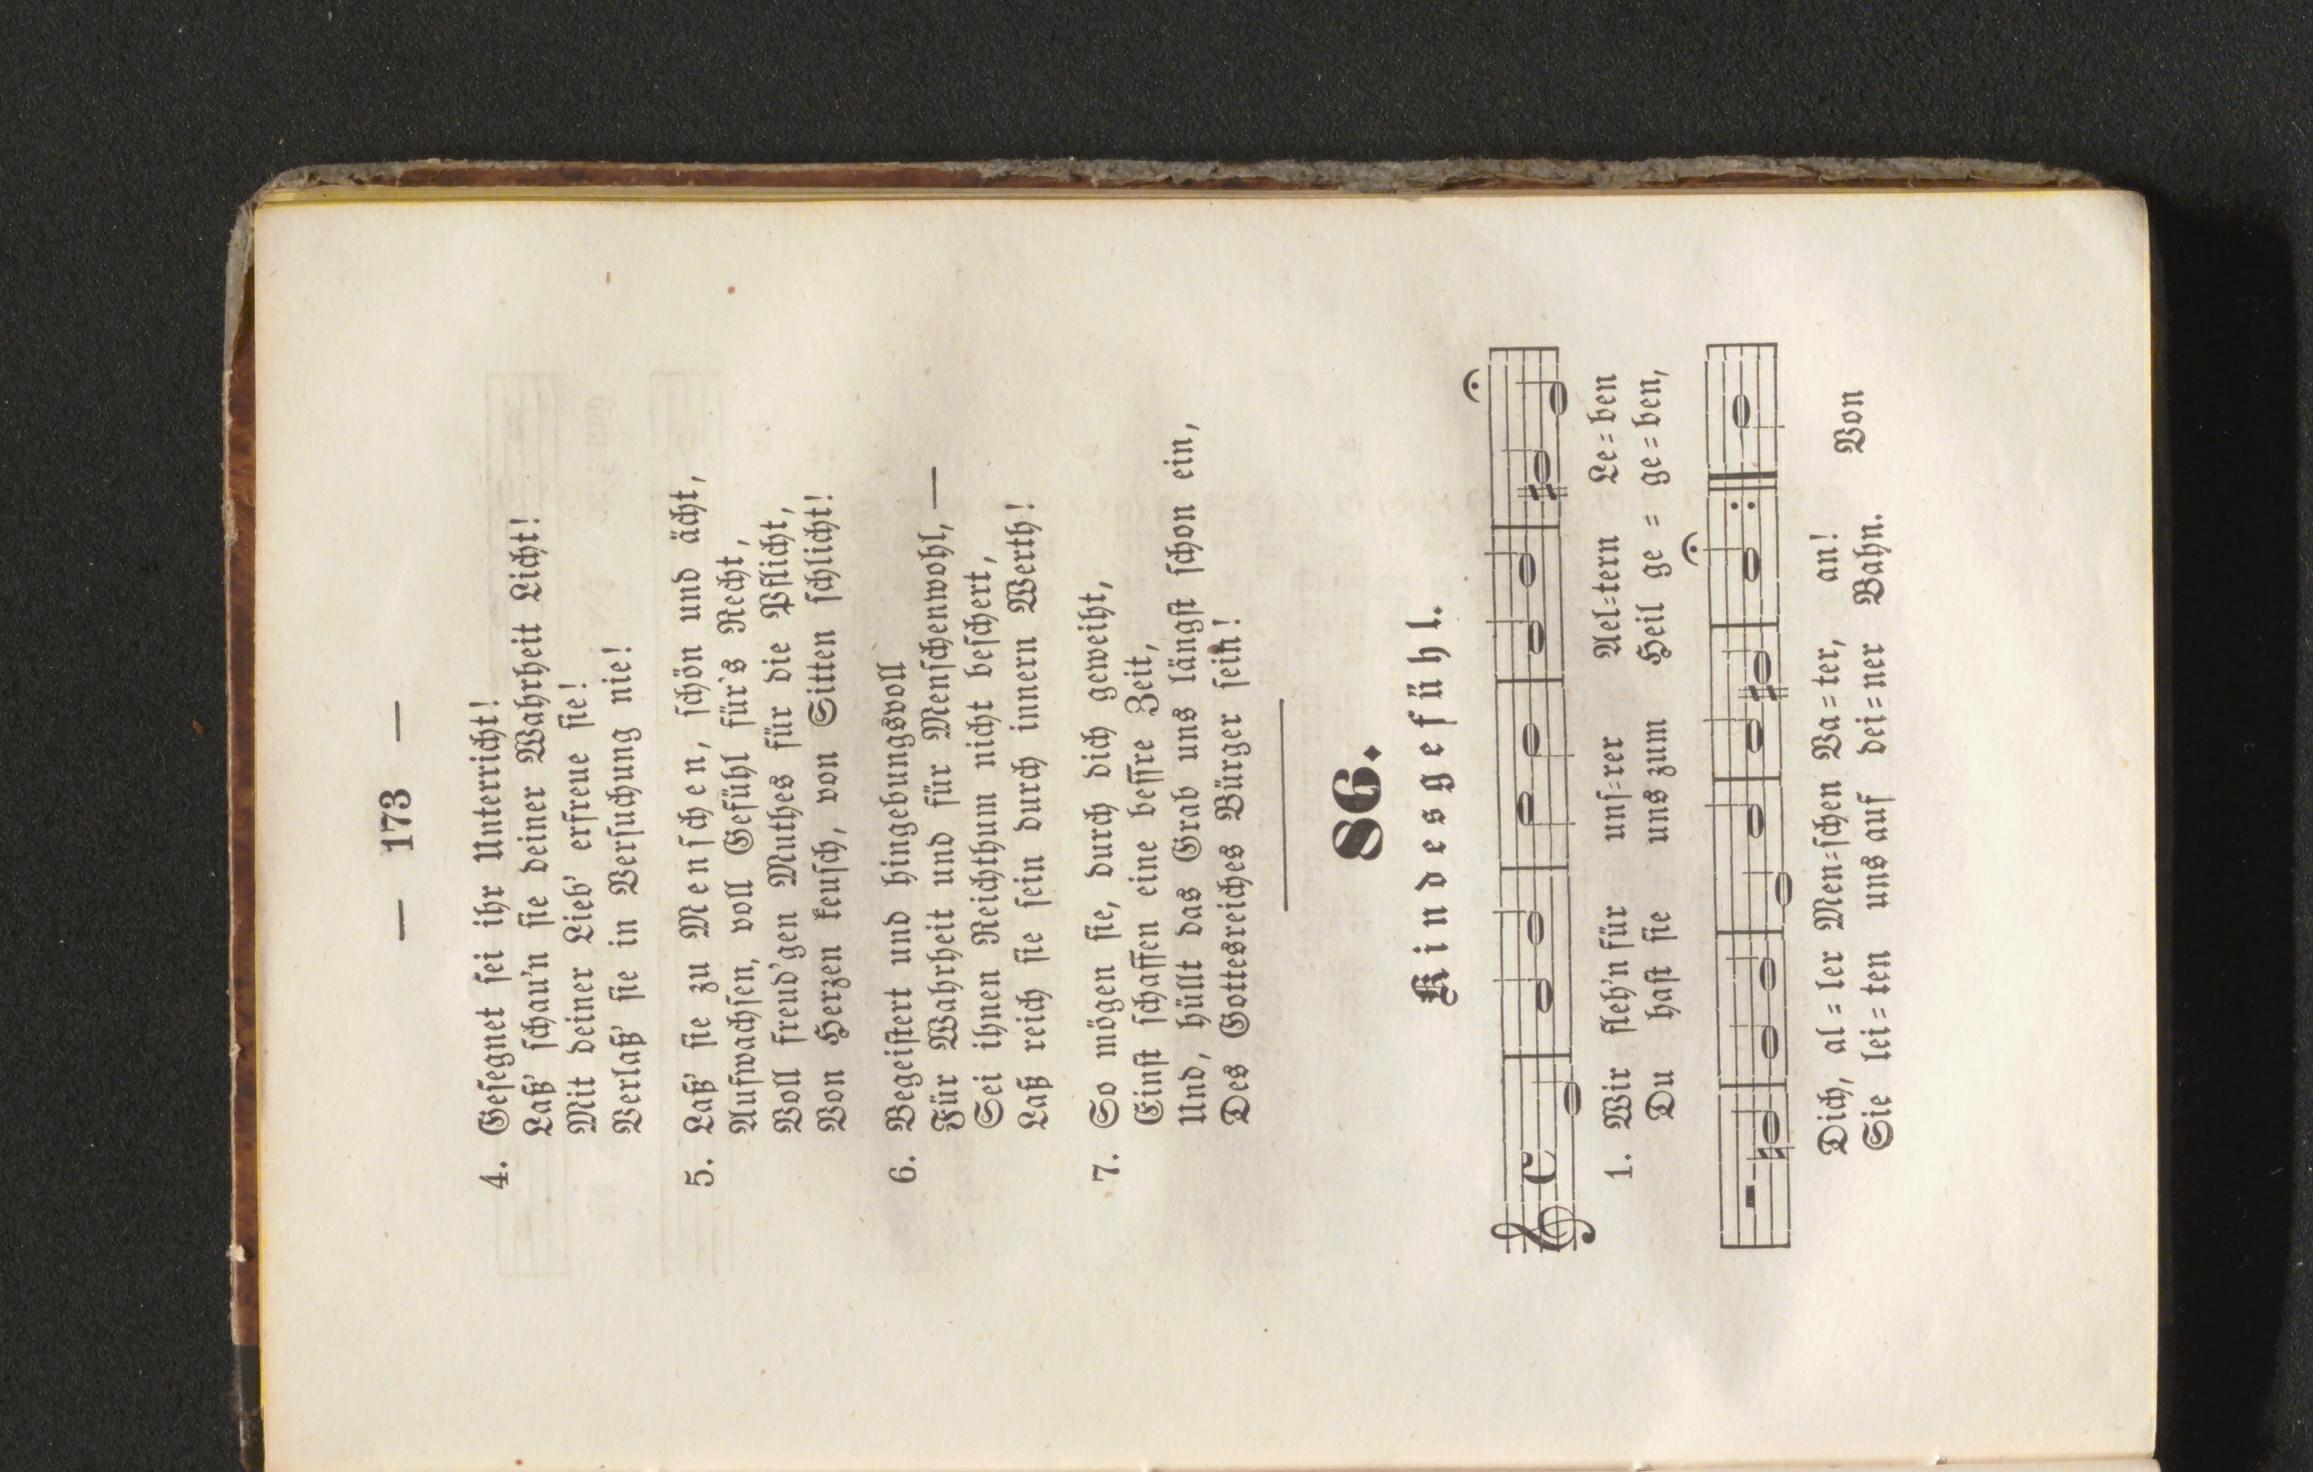 — 173 —
4. Geſegnet ſei ihr Unterricht!
Laß' ſchau'n ſie deiner Wahrheit Licht!
Mit deiner Lieb' erfreue ſie!
Verlaß' ſie in Verſuchung nie!
5. Laß' ſie zu Menſchen, ſchön und ächt,
Aufwachſen, voll Gefühl für's Recht,
Voll freud'gen Muthes für die Pflicht,
Von Herzen keuſch, von Sitten ſchlicht!
6. Begeiſtert und hingebungsvoll
Für Wahrheit und für Menſchenwohl, —
Sei ihnen Reichthum nicht beſchert,
Laß reich ſie ſein durch innern Werth!
7. So mögen ſie, durch dich geweiht,
Einſt ſchaffen eine beſſre Zeit,
Und, hüllt das Grab uns längſt ſchon ein,
Des Gottesreiches Bürger ſein!
86.
Kindesgefühl.
1. Wir fleh'n für unſ=rer Ael=tern Le=ben
Du haſt ſie uns zum Heil ge = ge=ben,
Dich, al=ler Men=ſchen Va=ter, an!
Sie lei=ten uns auf dei=ner Bahn. Von